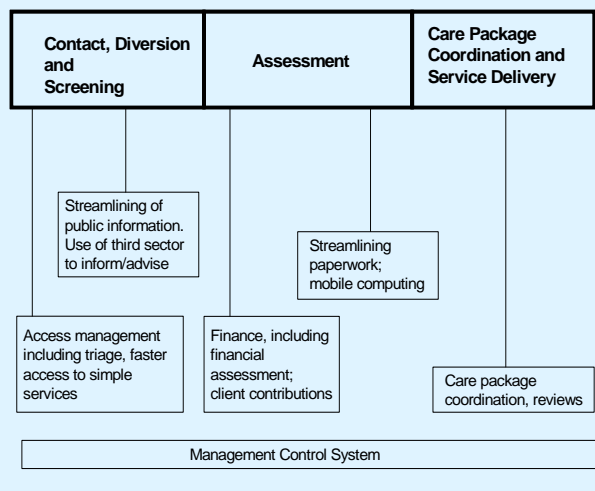 Contact, Diversion
and
Screening
Assessment
Care Package
Coordination and
Service Delivery
Streamlining of
public information.
Use of third sector
to inform/advise
Streamlining
paperwork;
mobile computing
Access management
including triage, faster
access to simple
services
Finance, including
financial
assessment;
client contributions
Care package
coordination, reviews
Management Control System